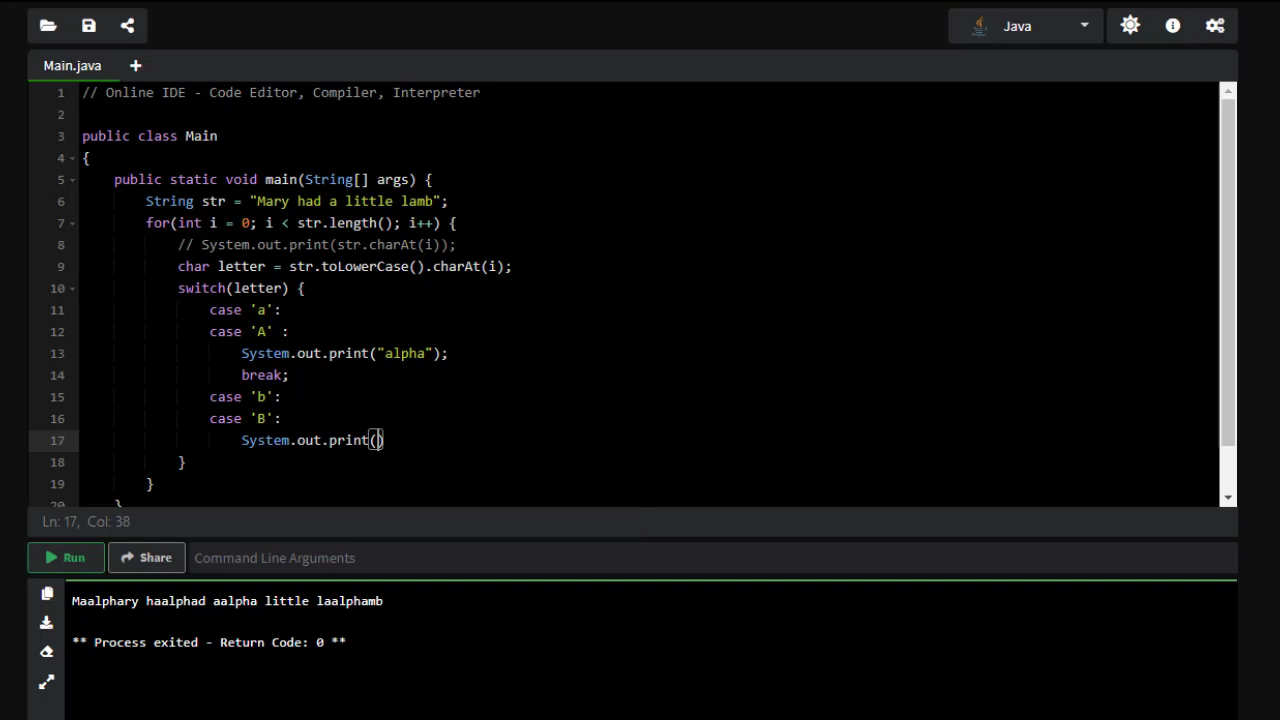 Java
Main.java +
1 // Online IDE - Code Editor, Compiler, Interpreter
2
3 public class Main
4 {
5 public static void main(String[] args) {
6 String str = "Mary had a little lamb";
7 for(int i = 0; i < str.length(); i++) {
8 // System.out.print(str.charAt(i));
9 char letter = str.toLowerCase().charAt(i);
10 switch(letter) {
11 case 'a':
12 case 'A' :
13 System.out.print("alpha");
14 break;
15 case 'b':
16 case 'B':
17 System.out.print()
18 }
19 }
20 }
Ln: 17, Col: 38
Run Share Command Line Arguments
Maalphary haalphad aalpha little laalphamb
** Process exited - Return Code: 0 **